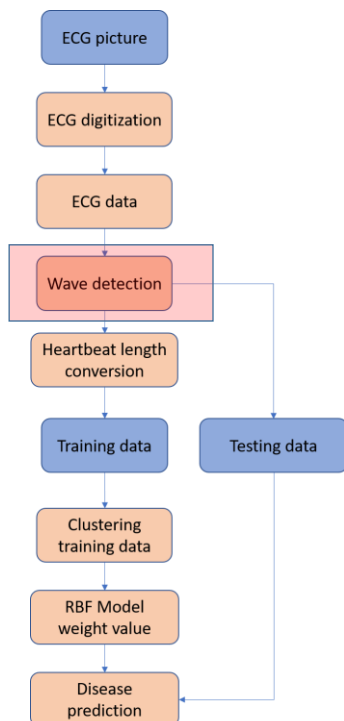 ECG picture
ECG digitization
ECG data
Wave detection
Heartbeat length
conversion
Training data
Testing data
Clustering
training data
RBF Model
weight value
Disease
prediction